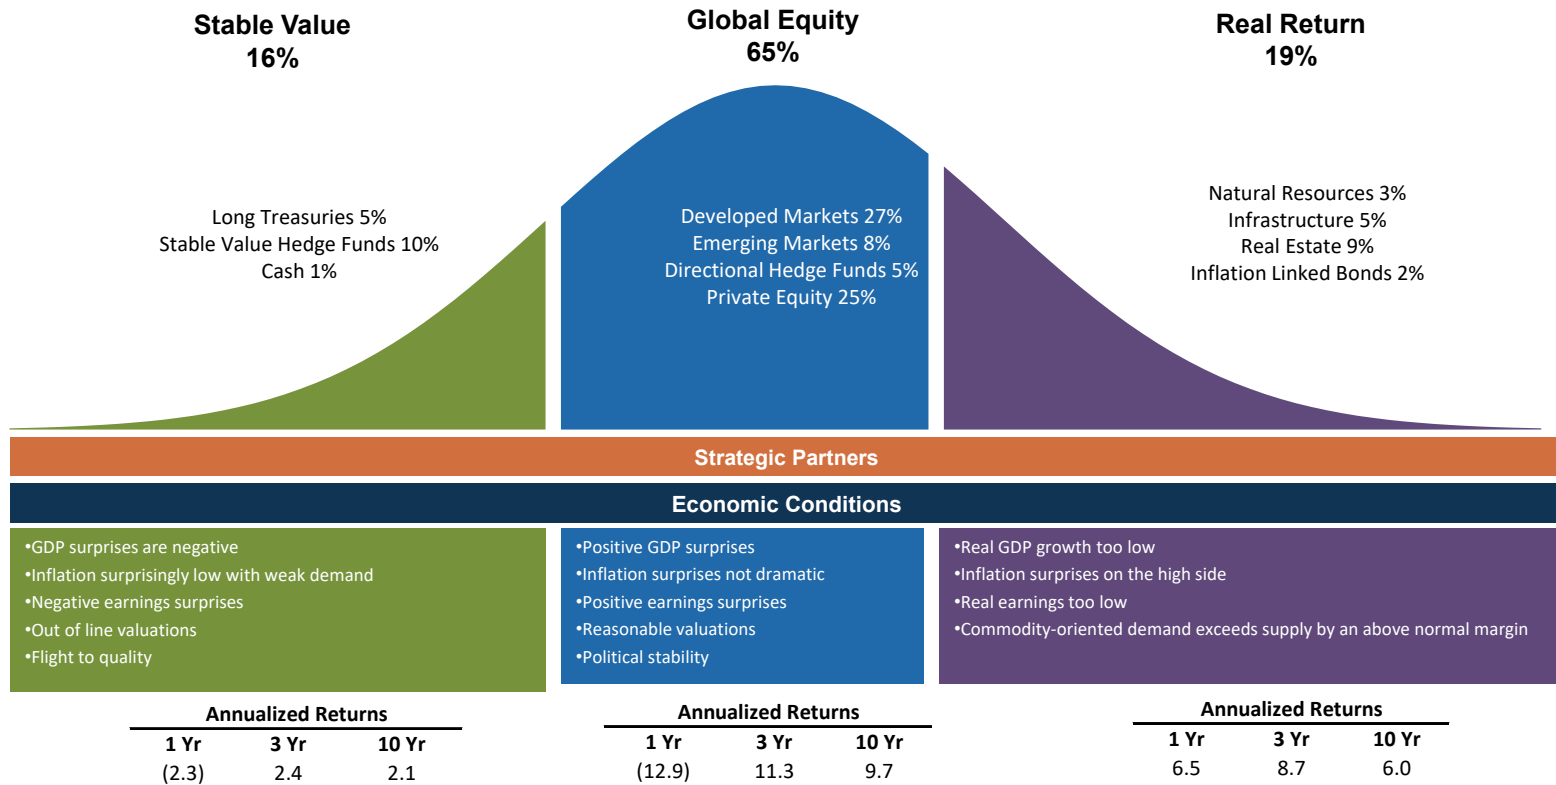 Stable Value
16%
Global Equity
65%
Real Return
19%
Long Treasuries 5%
Stable Value Hedge Funds 10%
Cash 1%
Developed Markets 27%
Emerging Markets 8%
Directional Hedge Funds 5%
Private Equity 25%
Natural Resources 3%
Infrastructure 5%
Real Estate 9%
Inflation Linked Bonds 2%
Strategic Partners
Economic Conditions
•GDP surprises are negative
•Inflation surprisingly low with weak demand
•Negative earnings surprises
•Out of line valuations
•Flight to quality
•Positive GDP surprises
•Inflation surprises not dramatic
•Positive earnings surprises
•Reasonable valuations
•Political stability
•Real GDP growth too low
•Inflation surprises on the high side
•Real earnings too low
•Commodity-oriented demand exceeds supply by an above normal margin
Annualized Returns
1 Yr 3 Yr 10 Yr
(2.3) 2.4 2.1
Annualized Returns
1 Yr 3 Yr 10 Yr
(12.9) 11.3 9.7
Annualized Returns
1 Yr 3 Yr 10 Yr
6.5 8.7 6.0